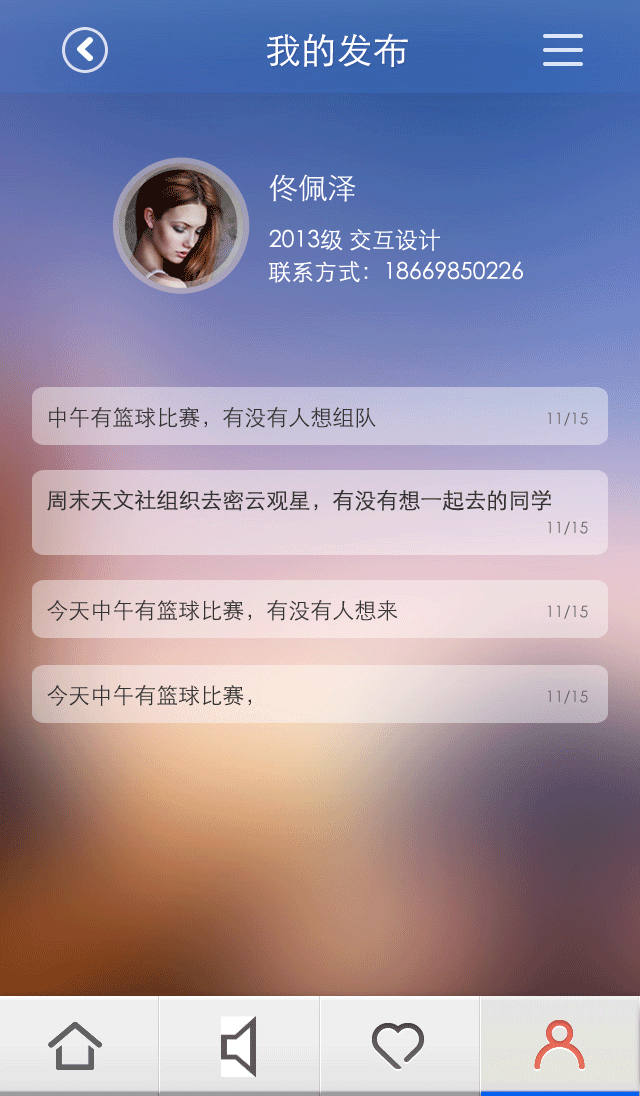 我的发布
佟佩泽
2013级 交互设计
联系方式：18669850226
中午有篮球比赛，有没有人想组队
11/15
周末天文社组织去密云观星，有没有想一起去的同学
11/15
今天中午有篮球比赛，有没有人想来
11/15
今天中午有篮球比赛，
11/15